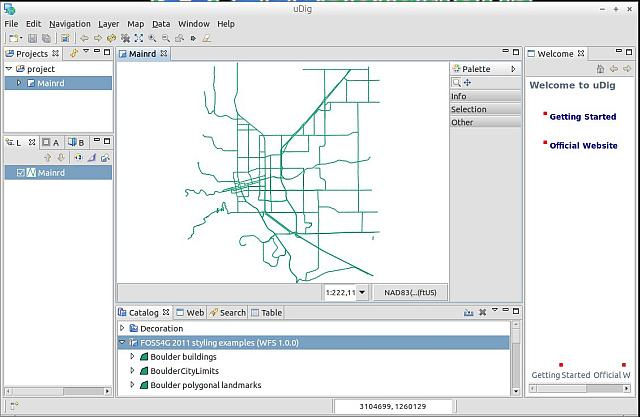 uDig
File Edit Navigation Layer Map Data Window Help
Projects
project
Mainrd
L A B
Mainrd
Mainrd
Palette
Info
Selection
Other
1:222,11
NAD83(...(ftUS)
Catalog Web Search Table
Decoration
FOSS4G 2011 styling examples (WFS 1.0.0)
Boulder buildings
BoulderCityLimits
Boulder polygonal landmarks
Welcome
Welcome to uDig
Getting Started
Official Website
Getting Started Official W
3104699, 1260129